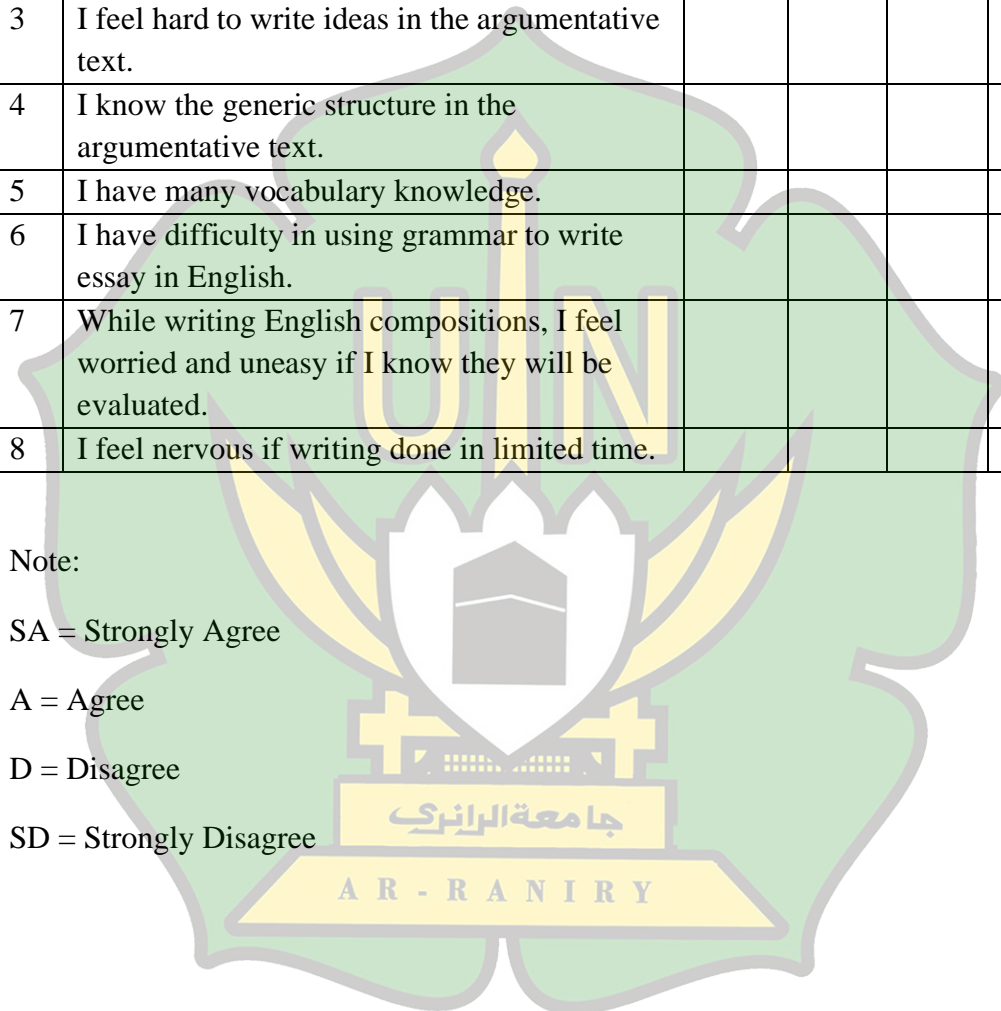 3 I feel hard to write ideas in the argumentative
text.
4 I know the generic structure in the
argumentative text.
5 I have many vocabulary knowledge.
6 I have difficulty in using grammar to write
essay in English.
7 While writing English compositions, I feel
worried and uneasy if I know they will be
evaluated.
8 I feel nervous if writing done in limited time.
UIN
Note:
SA = Strongly Agree
A = Agree
D = Disagree
SD = Strongly Disagree
جامعة الرانري
AR-RANIRY